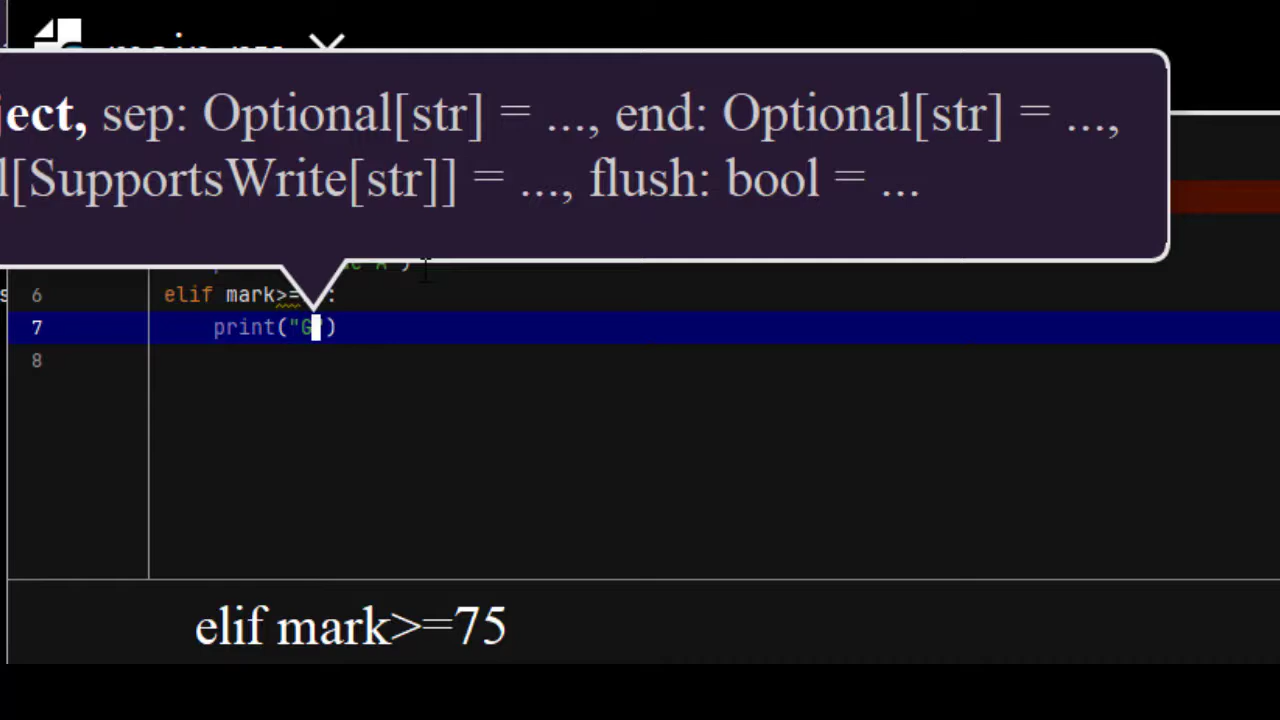 ject, sep: Optional[str] = ..., end: Optional[str] = ...,
l[SupportsWrite[str]] = ..., flush: bool = ...
6 elif mark>= :
7 print("G")
8
elif mark>=75